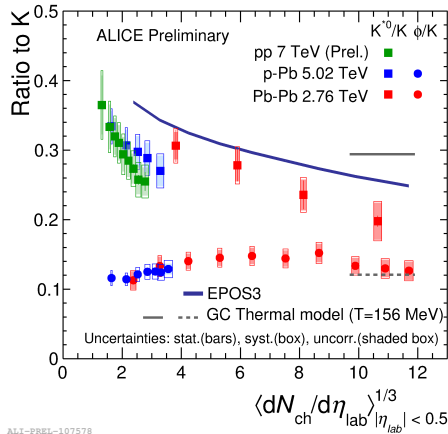 Ratio to K
0.5
0.4
0.3
0.2
0.1
0
ALICE Preliminary
K*0/K ϕ/K
pp 7 TeV (Prel.)
p-Pb 5.02 TeV
Pb-Pb 2.76 TeV
EPOS3
GC Thermal model (T=156 MeV)
Uncertainties: stat.(bars), syst.(box), uncorr.(shaded box)
0 2 4 6 8 10 12
⟨dNch/dηlab⟩^1/3 |ηlab| < 0.5
ALI-PREL-107578